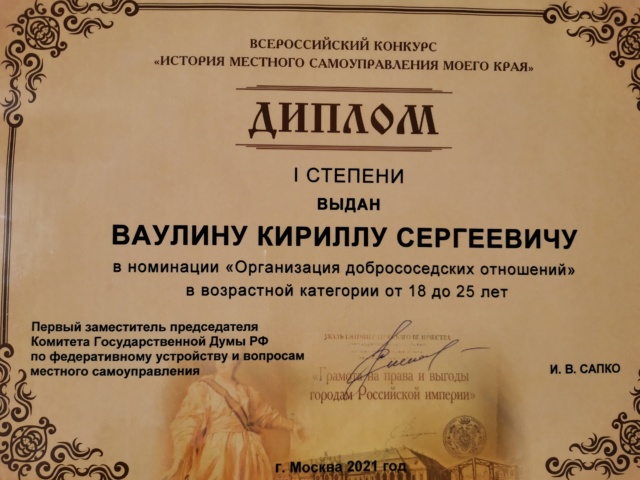 ВСЕРОССИЙСКИЙ КОНКУРС
«ИСТОРИЯ МЕСТНОГО САМОУПРАВЛЕНИЯ МОЕГО КРАЯ»
ДИПЛОМ
I СТЕПЕНИ
ВЫДАН
ВАУЛИНУ КИРИЛЛУ СЕРГЕЕВИЧУ
в номинации «Организация добрососедских отношений»
в возрастной категории от 18 до 25 лет
Первый заместитель председателя
Комитета Государственной Думы РФ
по федеративному устройству и вопросам
местного самоуправления
И. В. САПКО
«Грамота на права и выгоды
городам Российской империи»
г. Москва 2021 год